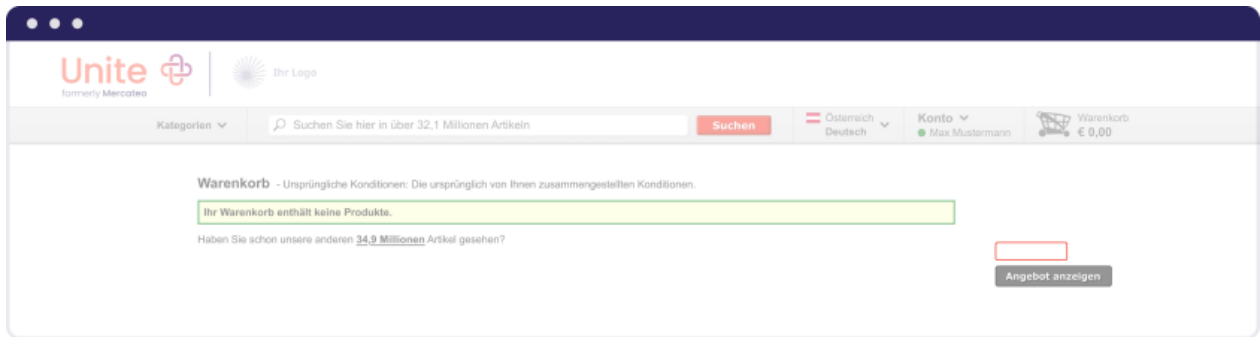 Unite
formerly Mercateo
Ihr Logo
Kategorien
Suchen Sie hier in über 32,1 Millionen Artikeln
Suchen
Österreich
Deutsch
Konto
Max Mustermann
Warenkorb
€ 0,00
Warenkorb - Ursprüngliche Konditionen: Die ursprünglich von Ihnen zusammengestellten Konditionen.
Ihr Warenkorb enthält keine Produkte.
Haben Sie schon unsere anderen 34,9 Millionen Artikel gesehen?
Angebot anzeigen